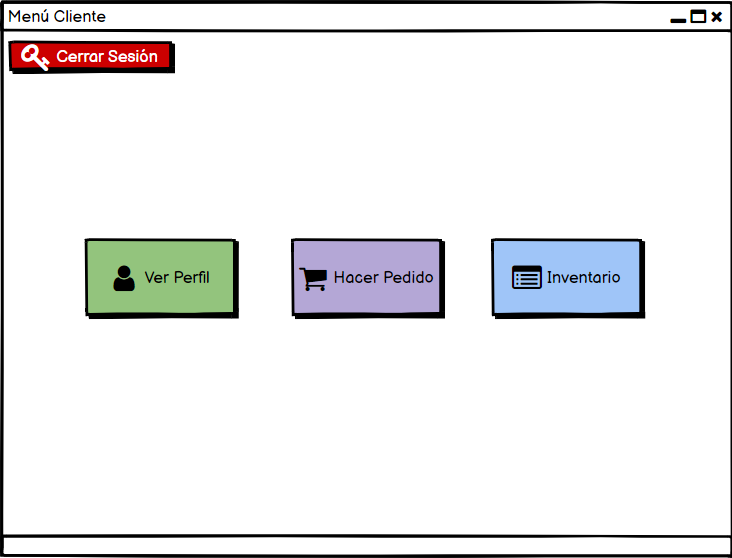 Menú Cliente
Cerrar Sesión
Ver Perfil
Hacer Pedido
Inventario